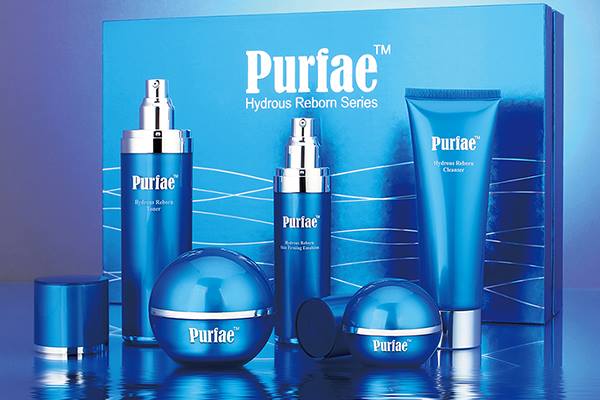 Purfae™
Hydrous Reborn Series
Purfae™
Hydrous Reborn
Toner
Purfae™
Hydrous Reborn
Skin Firming Emulsion
Purfae™
Hydrous Reborn
Cleanser
Purfae™
Purfae™